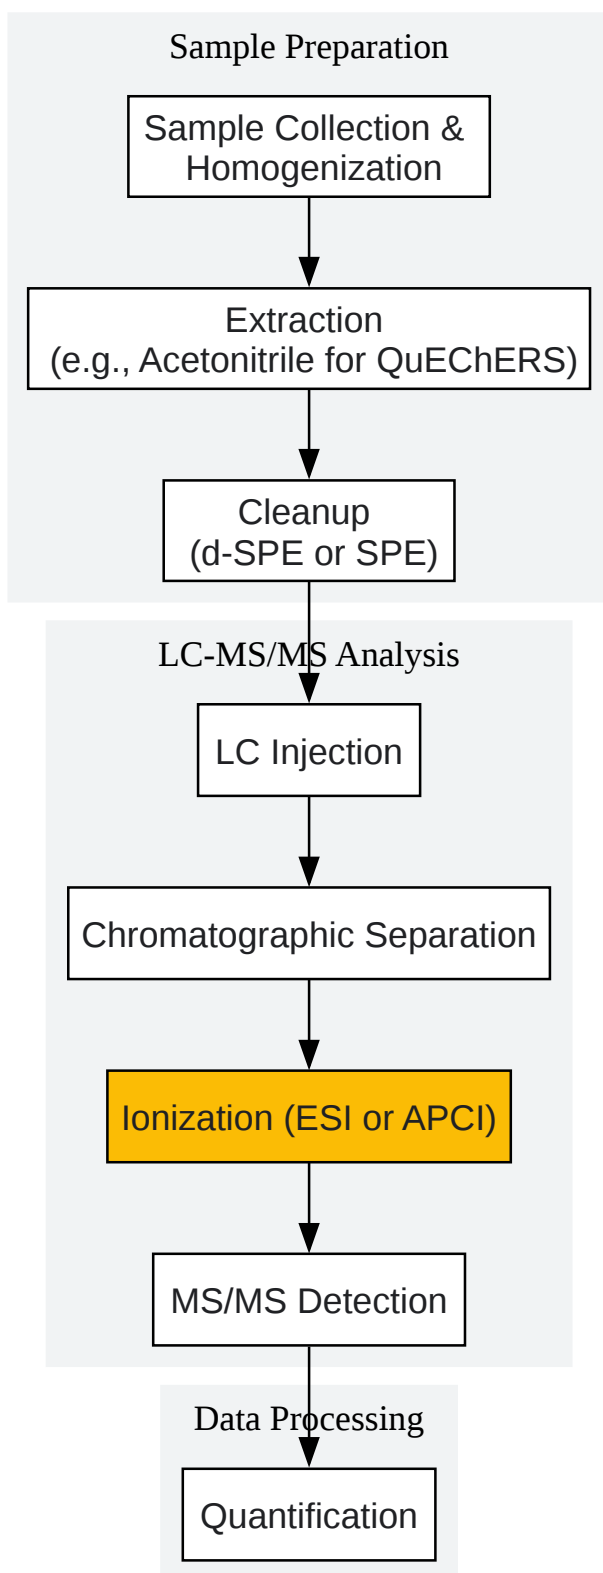 Sample Preparation
Sample Collection &
Homogenization
Extraction
(e.g., Acetonitrile for QuEChERS)
Cleanup
(d-SPE or SPE)
LC-MS/MS Analysis
LC Injection
Chromatographic Separation
Ionization (ESI or APCI)
MS/MS Detection
Data Processing
Quantification